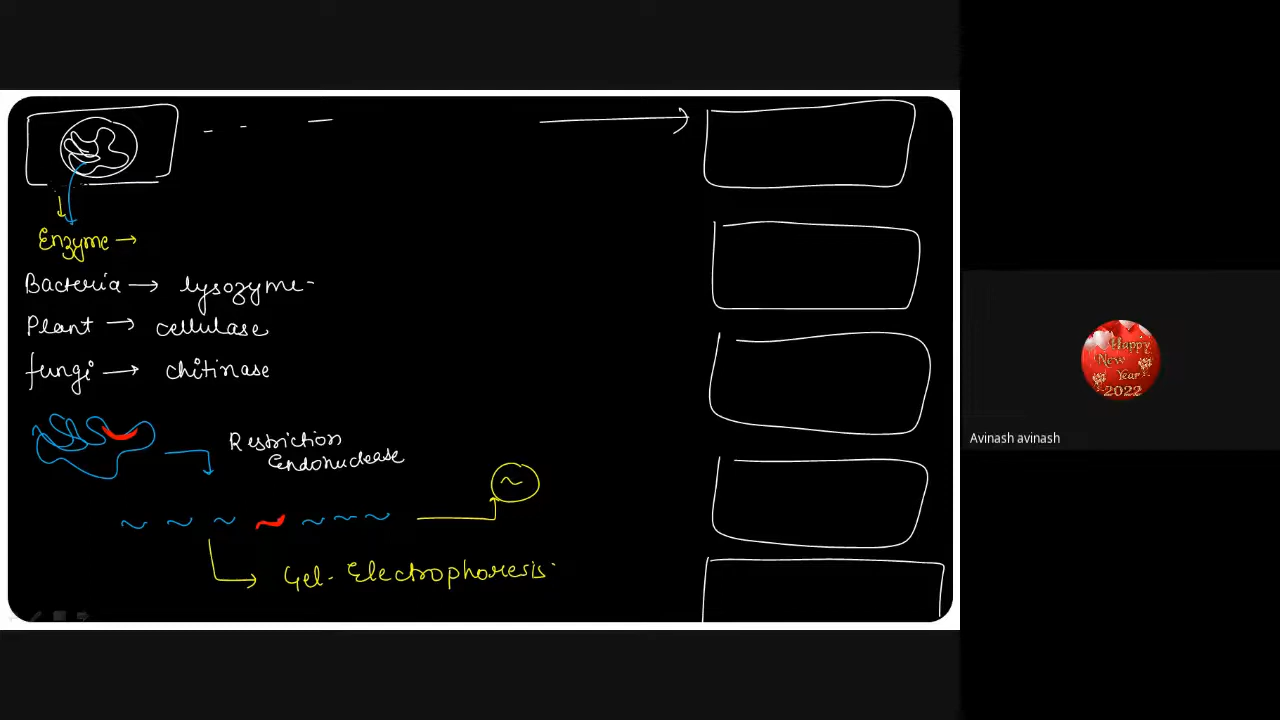 Enzyme →
Bacteria → lysozyme-
Plant → cellulase
fungi → chitinase
Restriction
Endonuclease
Gel- Electrophoresis
Happy
New
Year
2022
Avinash avinash